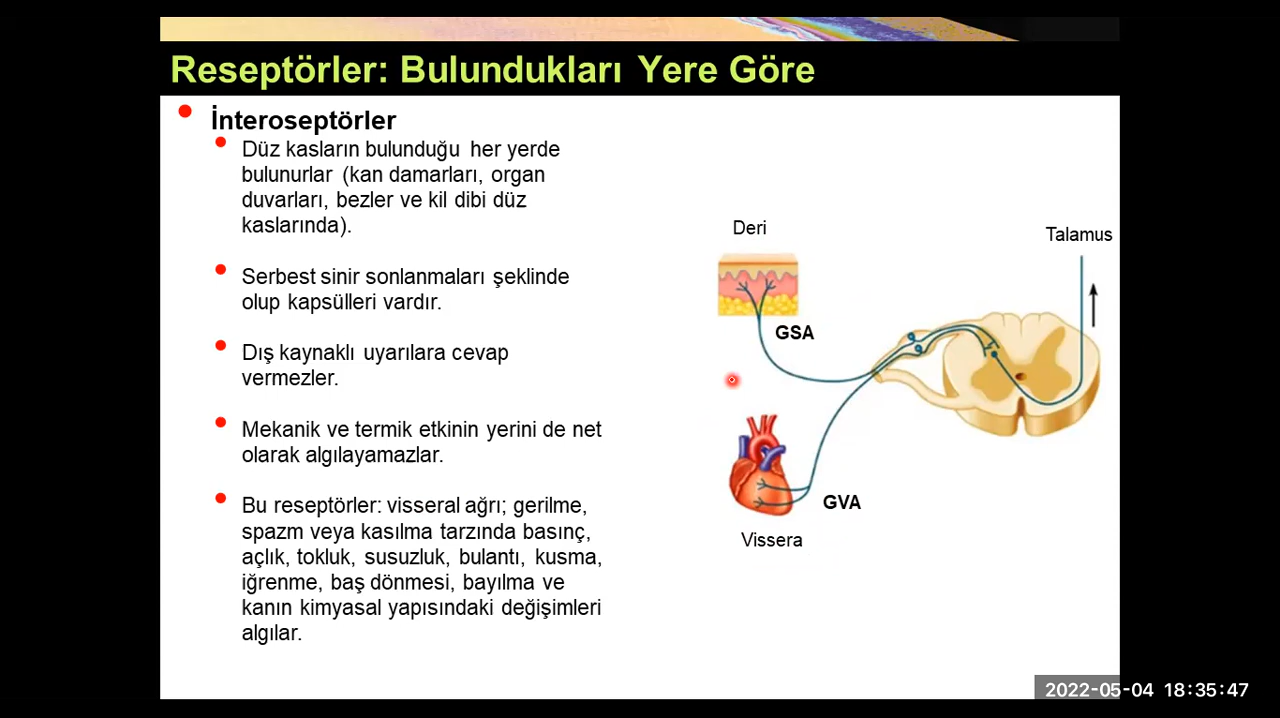 Reseptörler: Bulundukları Yere Göre
İnteroseptörler
Düz kasların bulunduğu her yerde
bulunurlar (kan damarları, organ
duvarları, bezler ve kil dibi düz
kaslarında).
Serbest sinir sonlanmaları şeklinde
olup kapsülleri vardır.
Dış kaynaklı uyarılara cevap
vermezler.
Mekanik ve termik etkinin yerini de net
olarak algılayamazlar.
Bu reseptörler: visseral ağrı; gerilme,
spazm veya kasılma tarzında basınç,
açlık, tokluk, susuzluk, bulantı, kusma,
iğrenme, baş dönmesi, bayılma ve
kanın kimyasal yapısındaki değişimleri
algılar.
Deri
Talamus
GSA
GVA
Vissera
2022-05-04 18:35:47